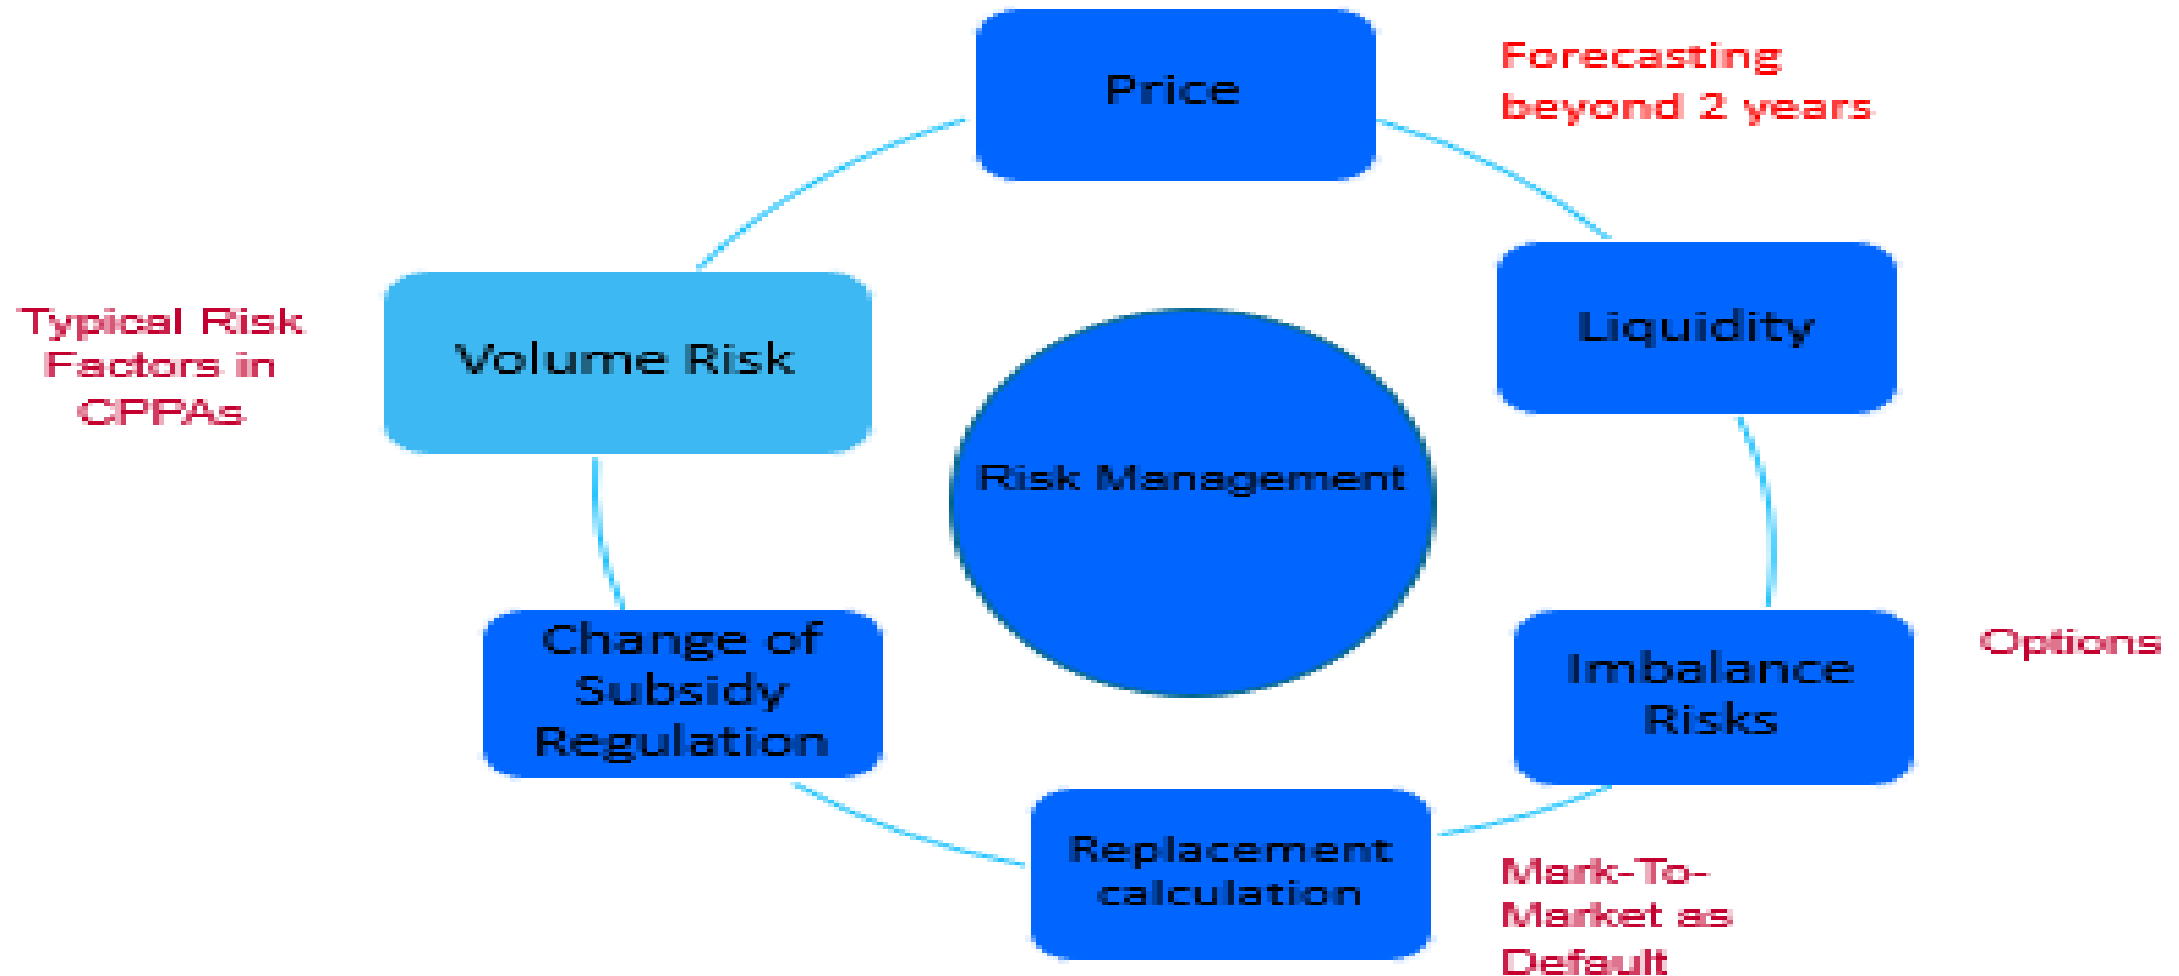 Price
Forecasting
beyond 2 years
Liquidity
Typical Risk
Factors in
CPPAs
Volume Risk
Risk Management
Options
Imbalance
Risks
Change of
Subsidy
Regulation
Replacement
calculation
Mark-To-
Market as
Default